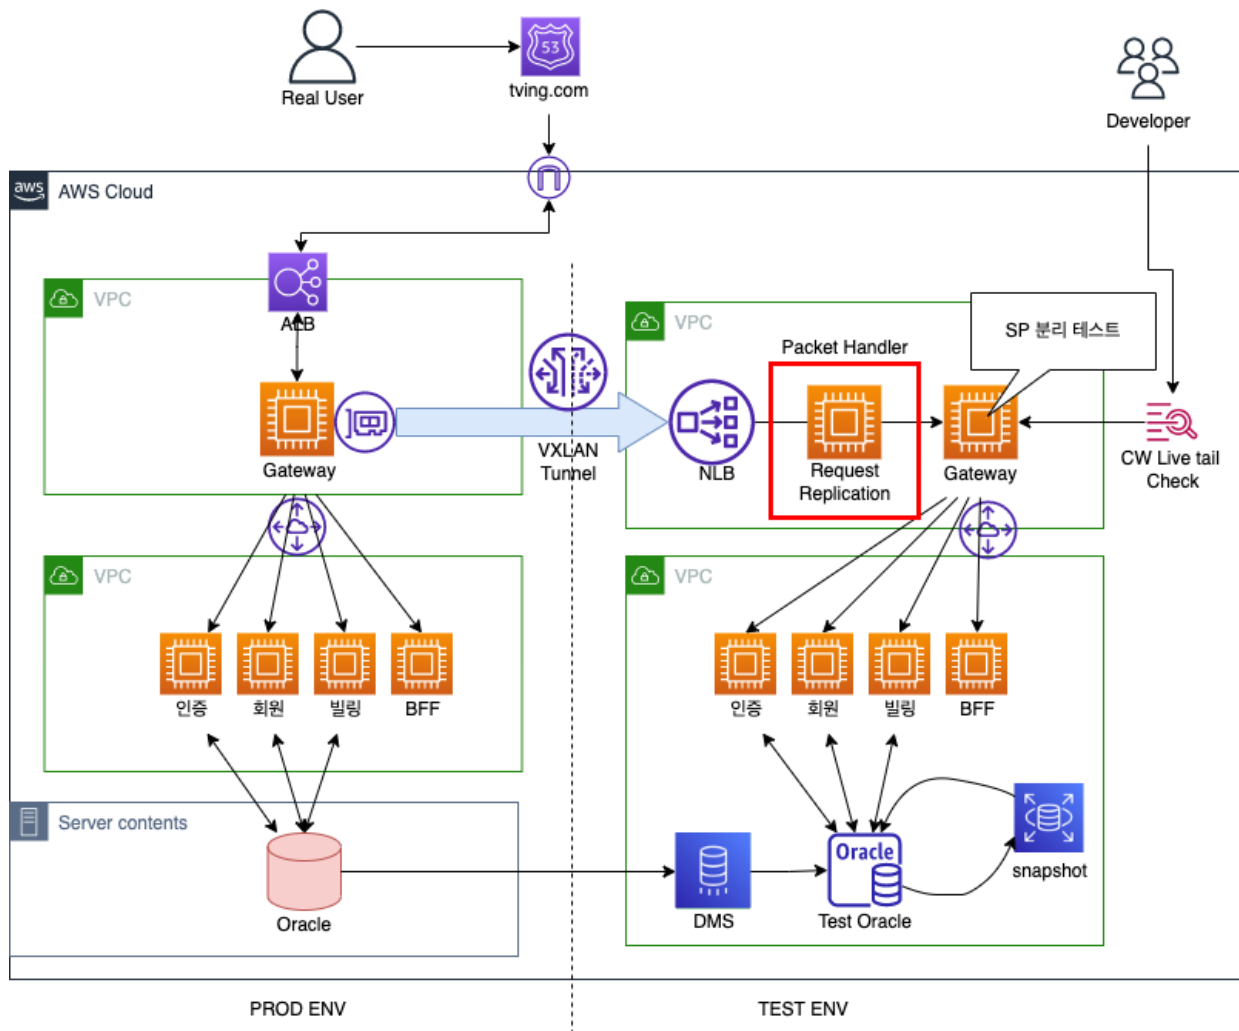 53
Real User
tving.com
Developer
aws
AWS Cloud
VPC
ALB
Gateway
VXLAN
Tunnel
VPC
NLB
Packet Handler
Request
Replication
SP 분리 테스트
Gateway
CW Live tail
Check
VPC
인증
회원
빌링
BFF
VPC
인증
회원
빌링
BFF
Server contents
Oracle
DMS
Oracle
Test Oracle
snapshot
PROD ENV
TEST ENV